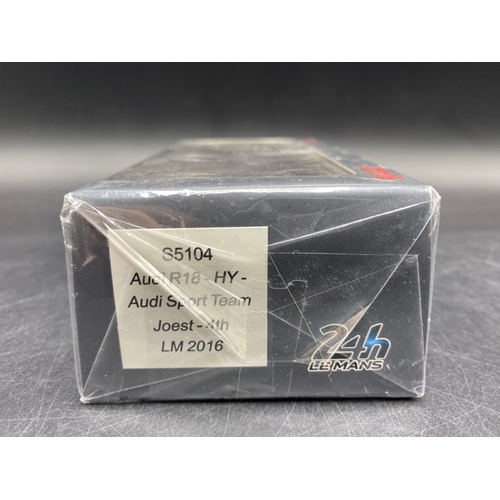 S5104
Audi R18 - HY -
Audi Sport Team
Joest - 4th
LM 2016
24h
LE MANS